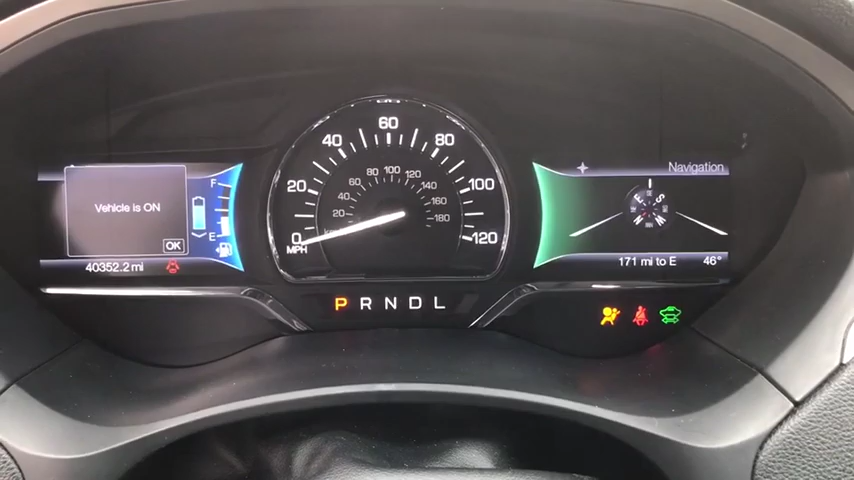 Vehicle is ON
OK
F
E
40352.2 mi
0 20 40 60 80 100 120
MPH
20 40 60 80 100 120 140 160 180
P R N D L
Navigation
E S N W
171 mi to E 46°